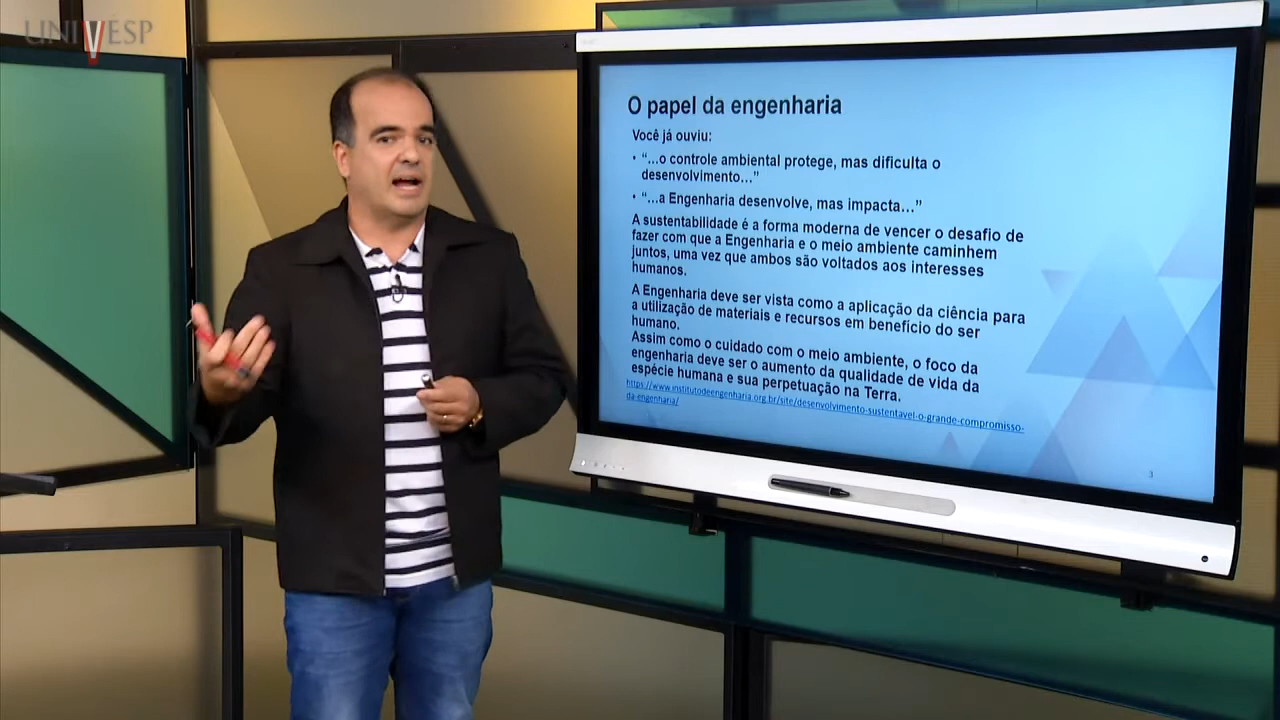 UNIVESP
O papel da engenharia
Você já ouviu:
• “...o controle ambiental protege, mas dificulta o
desenvolvimento...”
• “...a Engenharia desenvolve, mas impacta...”
A sustentabilidade é a forma moderna de vencer o desafio de
fazer com que a Engenharia e o meio ambiente caminhem
juntos, uma vez que ambos são voltados aos interesses
humanos.
A Engenharia deve ser vista como a aplicação da ciência para
a utilização de materiais e recursos em benefício do ser
humano.
Assim como o cuidado com o meio ambiente, o foco da
engenharia deve ser o aumento da qualidade de vida da
espécie humana e sua perpetuação na Terra.
https://www.institutodeengenharia.org.br/site/desenvolvimento-sustentavel-o-grande-compromisso-
da-engenharia/
3